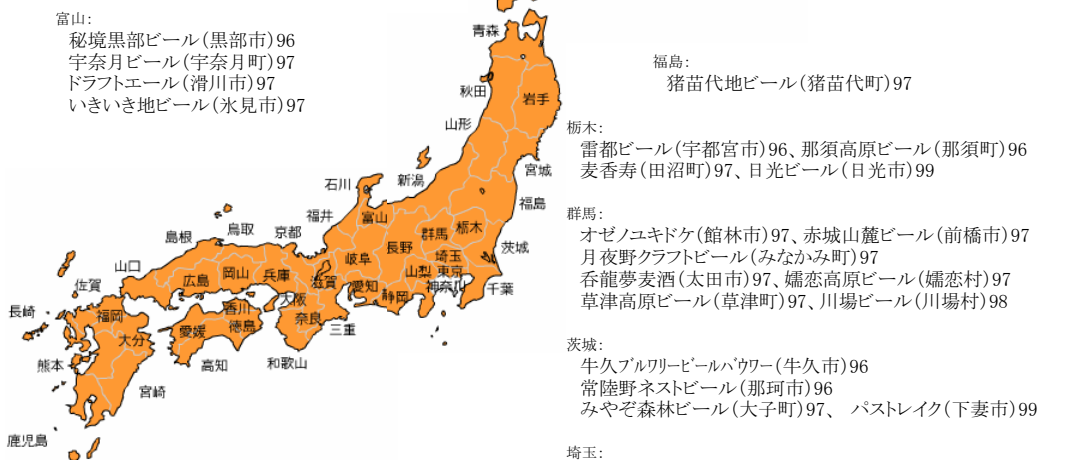 富山：
秘境黒部ビール（黒部市）96
宇奈月ビール（宇奈月町）97
ドラフトエール（滑川市）97
いきいき地ビール（氷見市）97
福島：
猪苗代地ビール（猪苗代町）97
栃木：
雷都ビール（宇都宮市）96、那須高原ビール（那須町）96
麦香寿（田沼町）97、日光ビール（日光市）99
群馬：
オゼノユキドケ（館林市）97、赤城山麓ビール（前橋市）97
月夜野クラフトビール（みなかみ町）97
呑龍夢麦酒（太田市）97、嬬恋高原ビール（嬬恋村）97
草津高原ビール（草津町）97、川場ビール（川場村）98
茨城：
牛久ﾌﾞﾙﾜﾘｰﾋﾞｰﾙﾊﾞｳワー（牛久市）96
常陸野ネストビール（那珂市）96
みやぞ森林ビール（大子町）97、　パストレイク（下妻市）99
埼玉：
青森
秋田
岩手
山形
宮城
石川
新潟
福島
福井
富山
群馬
栃木
島根
鳥取
京都
長野
茨城
岐阜
埼玉
山口
広島
岡山
兵庫
滋賀
山梨
東京
佐賀
愛知
静岡
神奈川
千葉
長崎
福岡
香川
大阪
奈良
大分
愛媛
徳島
三重
熊本
高知
和歌山
宮崎
鹿児島